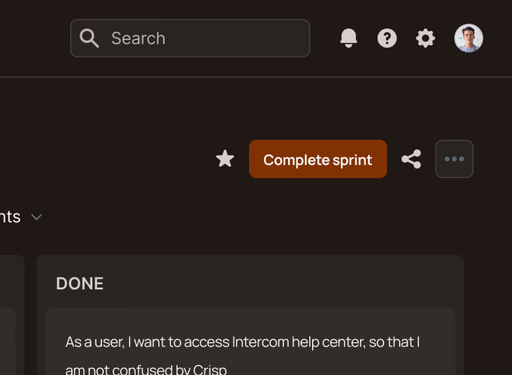 Search
Complete sprint
nts
DONE
As a user, I want to access Intercom help center, so that I
am not confused by Crisp